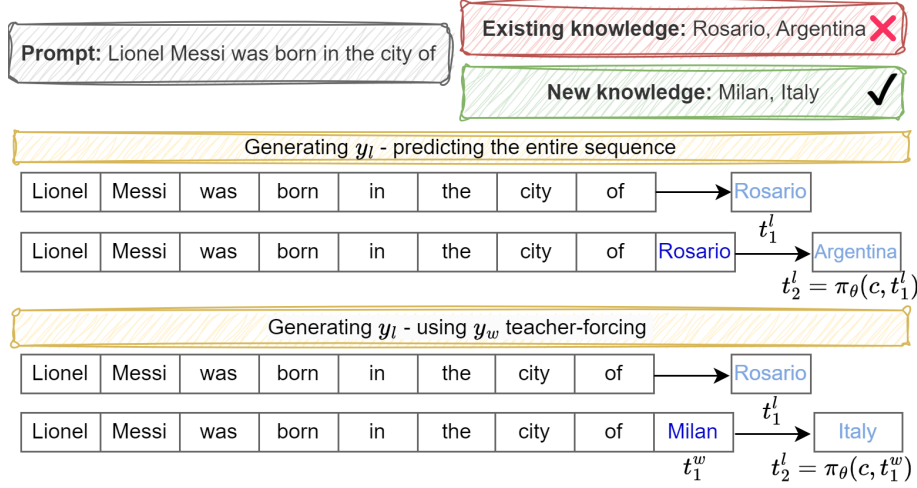 Prompt: Lionel Messi was born in the city of
Existing knowledge: Rosario, Argentina ❌
New knowledge: Milan, Italy ✔
Generating y_l - predicting the entire sequence
Lionel Messi was born in the city of Rosario
t_1^l
Lionel Messi was born in the city of Rosario Argentina
t_2^l = π_θ(c, t_1^l)
Generating y_l - using y_w teacher-forcing
Lionel Messi was born in the city of Rosario
t_1^l
Lionel Messi was born in the city of Milan Italy
t_1^w t_2^l = π_θ(c, t_1^w)